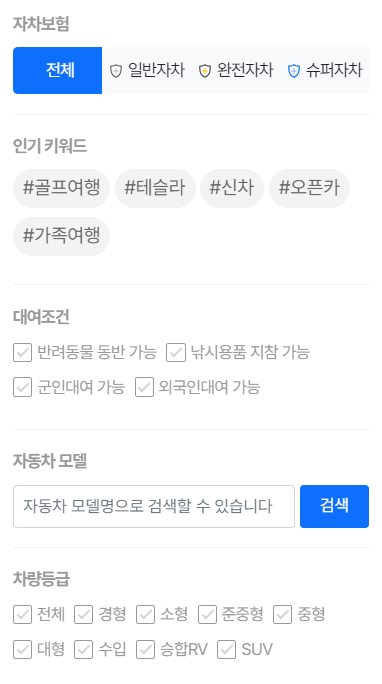 자차보험
전체 일반자차 완전자차 슈퍼자차
인기 키워드
#골프여행 #테슬라 #신차 #오픈카
#가족여행
대여조건
반려동물 동반 가능 낚시용품 지참 가능
군인대여 가능 외국인대여 가능
자동차 모델
자동차 모델명으로 검색할 수 있습니다 검색
차량등급
전체 경형 소형 준중형 중형
대형 수입 승합RV SUV